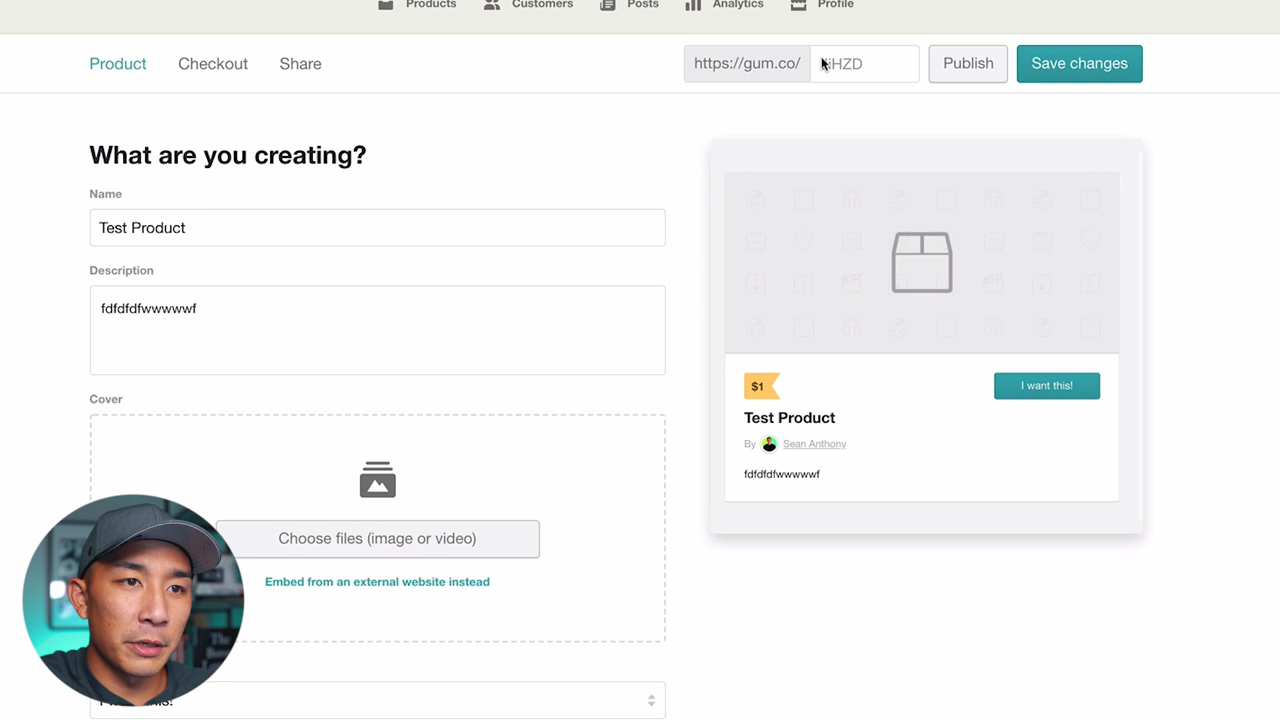 Products Customers Posts Analytics Profile
Product Checkout Share https://gum.co/ HZD Publish Save changes
What are you creating?
Name
Test Product
Description
fdfdfdfwwwwwf
Cover
Choose files (image or video)
Embed from an external website instead
$1 I want this!
Test Product
By Sean Anthony
fdfdfdfwwwwwf